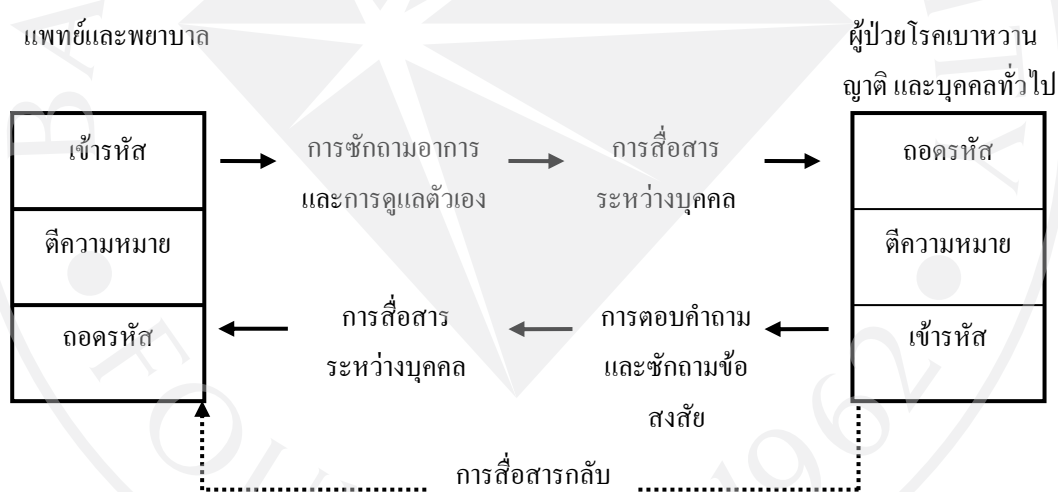 แพทย์และพยาบาล
ผู้ป่วยโรคเบาหวาน
ญาติ และบุคคลทั่วไป
เข้ารหัส
การซักถามอาการ
และการดูแลตัวเอง
การสื่อสาร
ระหว่างบุคคล
ถอดรหัส
ตีความหมาย
ตีความหมาย
ถอดรหัส
การสื่อสาร
ระหว่างบุคคล
การตอบคำถาม
และซักถามข้อ
สงสัย
เข้ารหัส
การสื่อสารกลับ